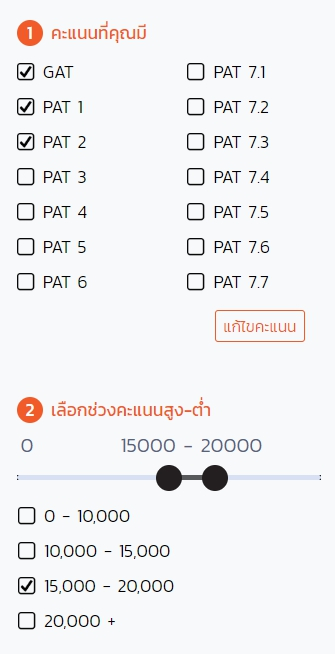 1 คะแนนที่คุณมี
GAT
PAT 1
PAT 2
PAT 3
PAT 4
PAT 5
PAT 6
PAT 7.1
PAT 7.2
PAT 7.3
PAT 7.4
PAT 7.5
PAT 7.6
PAT 7.7
แก้ไขคะแนน
2 เลือกช่วงคะแนนสูง-ต่ำ
0 15000 - 20000
0 - 10,000
10,000 - 15,000
15,000 - 20,000
20,000 +